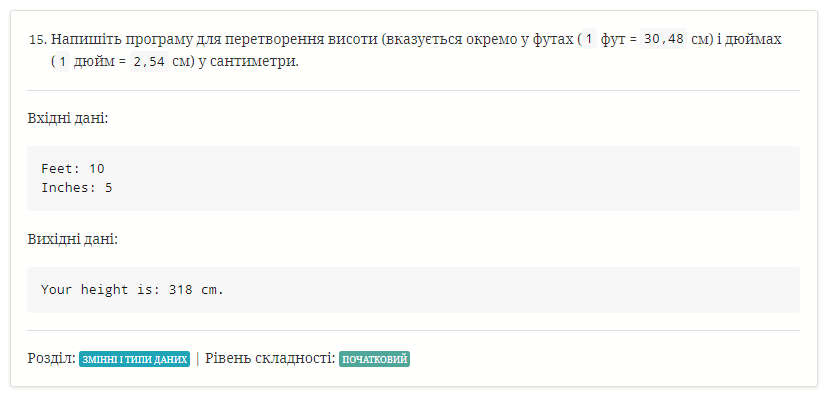 15. Напишіть програму для перетворення висоти (вказується окремо у футах ( 1 фут = 30,48 см) і дюймах
( 1 дюйм = 2,54 см) у сантиметри.
Вхідні дані:
Feet: 10
Inches: 5
Вихідні дані:
Your height is: 318 cm.
Розділ: ЗМІННІ І ТИПИ ДАНИХ | Рівень складності: ПОЧАТКОВИЙ